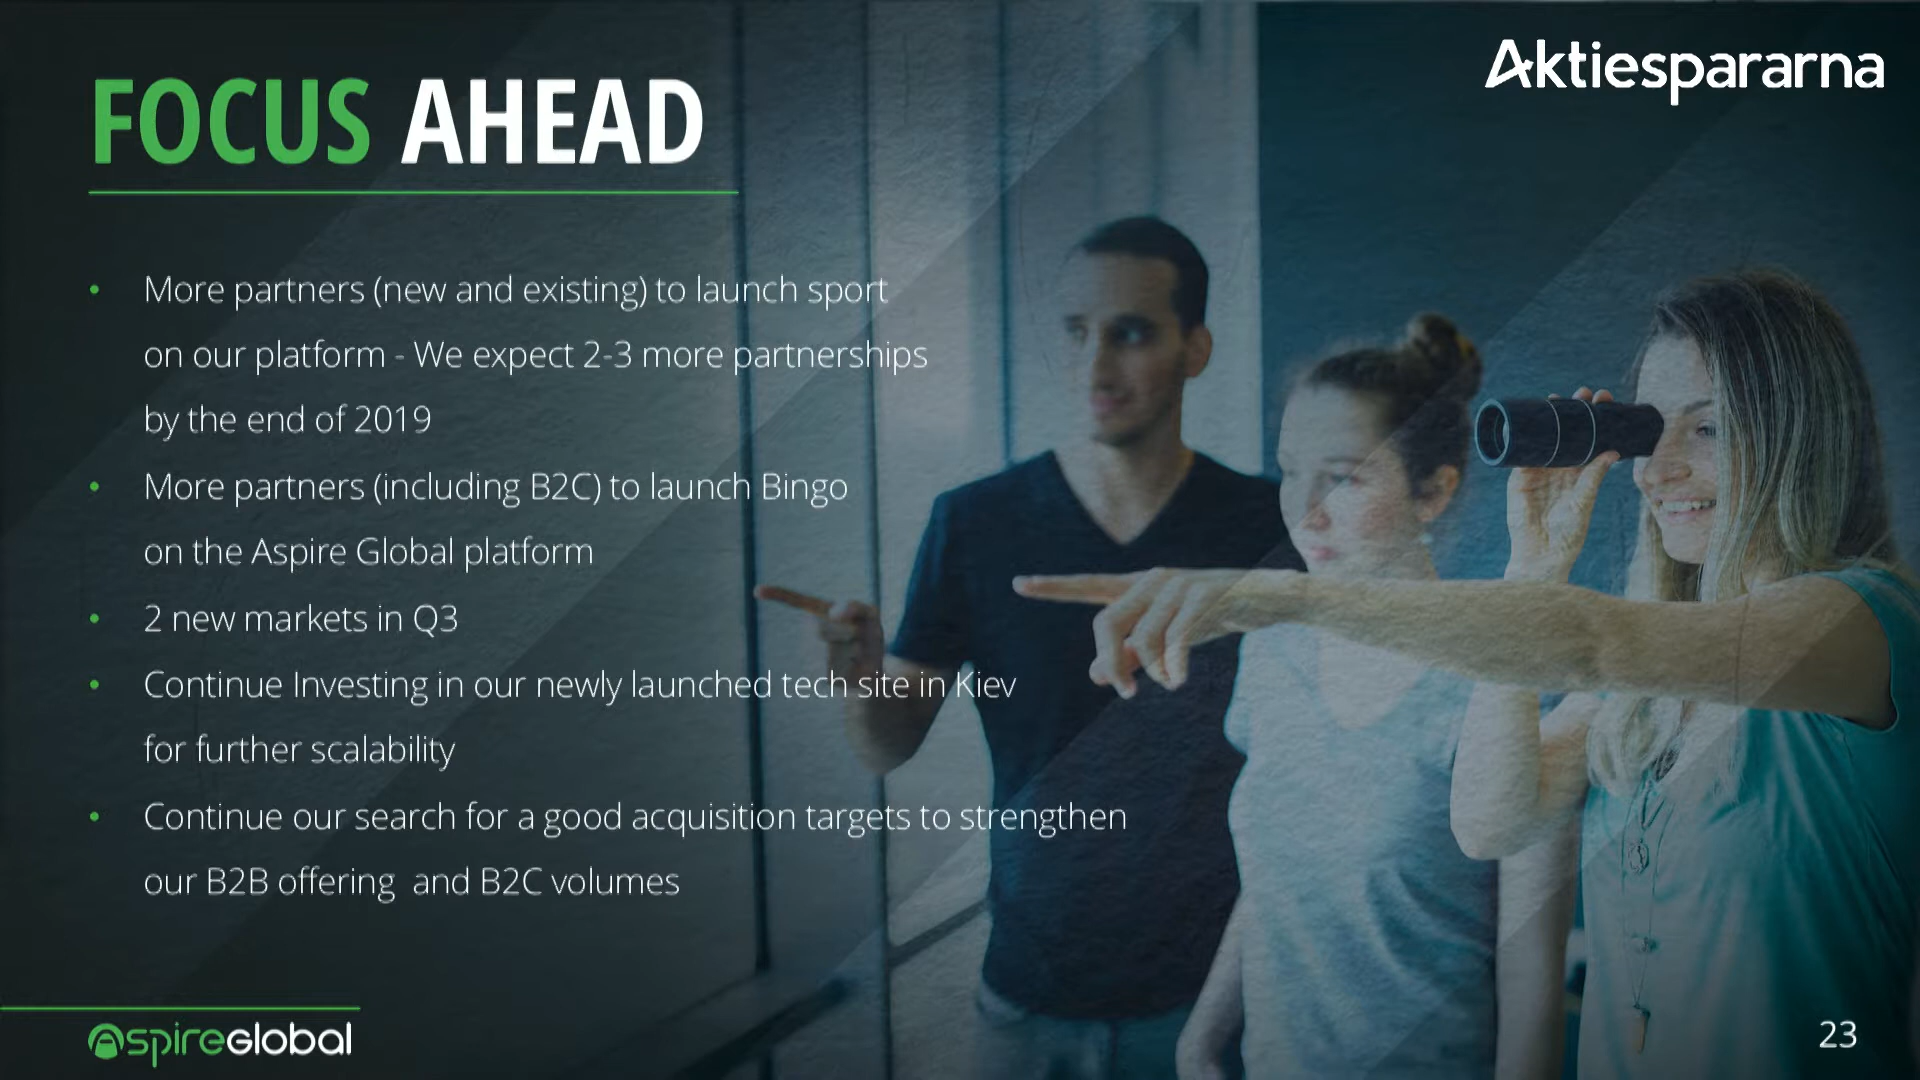 Aktiespararna
FOCUS AHEAD
• More partners (new and existing) to launch sport
on our platform - We expect 2-3 more partnerships
by the end of 2019
• More partners (including B2C) to launch Bingo
on the Aspire Global platform
• 2 new markets in Q3
• Continue Investing in our newly launched tech site in Kiev
for further scalability
• Continue our search for a good acquisition targets to strengthen
our B2B offering  and B2C volumes
AspireGlobal
23